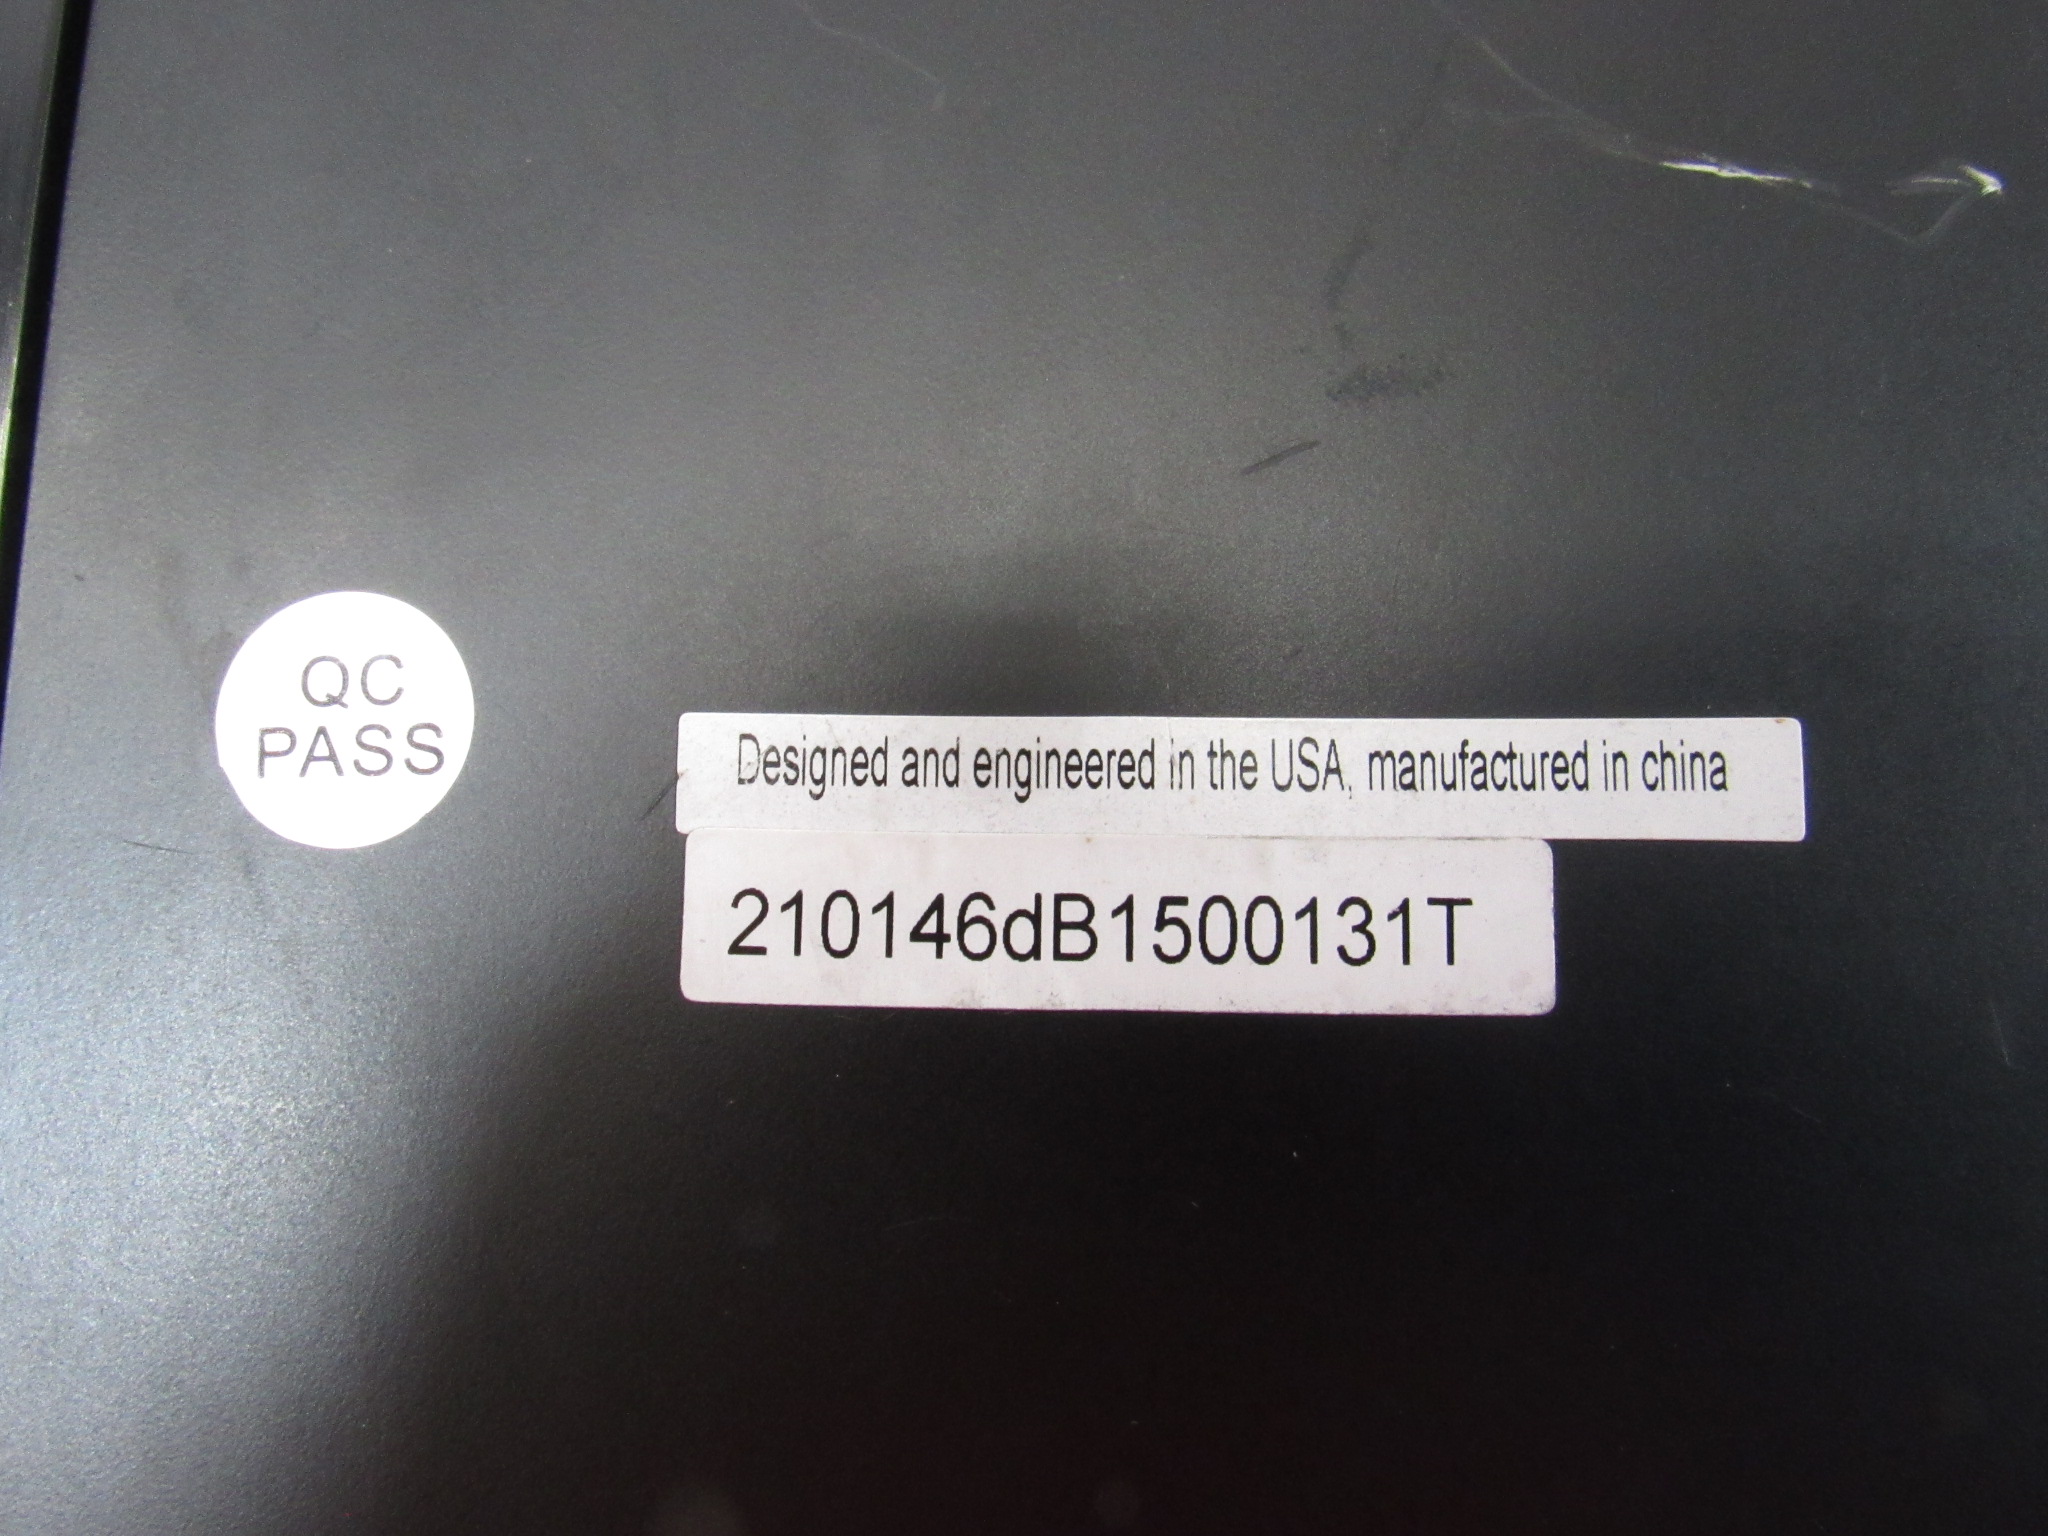 QC
PASS
Designed and engineered in the USA, manufactured in china
210146dB1500131T